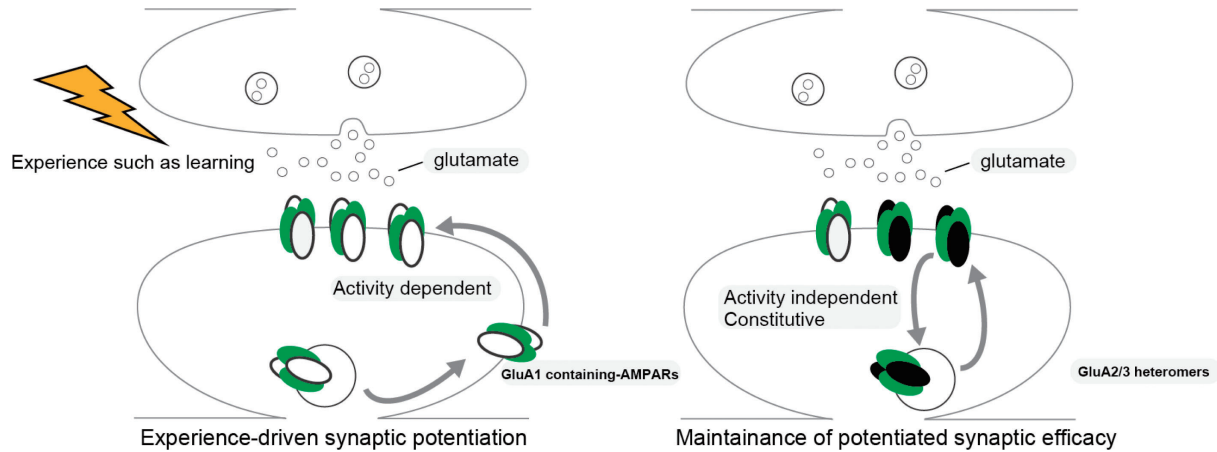 Experience such as learning
glutamate
Activity dependent
GluA1 containing-AMPARs
Experience-driven synaptic potentiation
glutamate
Activity independent
Constitutive
GluA2/3 heteromers
Maintainance of potentiated synaptic efficacy